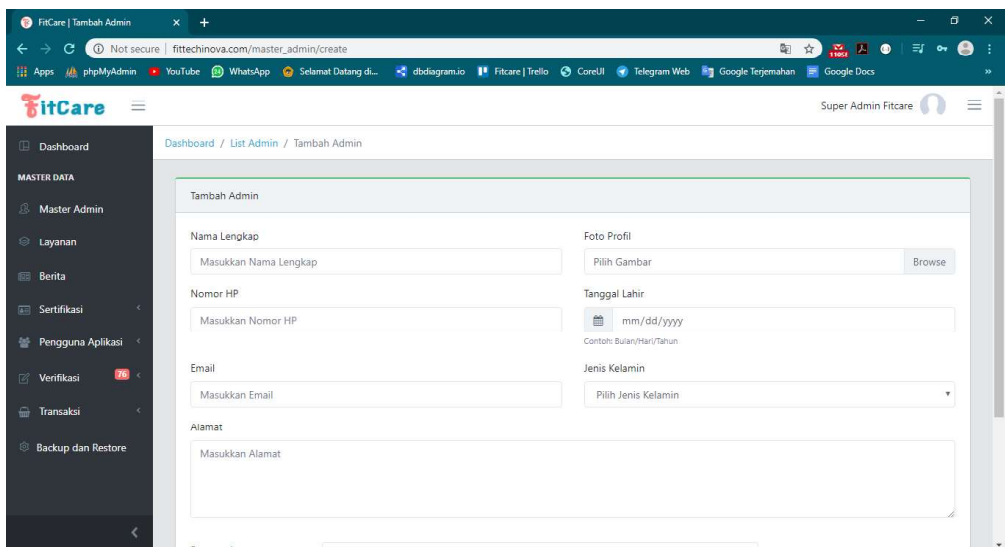 FitCare | Tambah Admin
Not secure | fittechinova.com/master_admin/create
Apps phpMyAdmin YouTube WhatsApp Selamat Datang di... dbdiagram.io Fitcare | Trello CoreUI Telegram Web Google Terjemahan Google Docs
FitCare Super Admin Fitcare
Dashboard
Dashboard / List Admin / Tambah Admin
MASTER DATA
Master Admin
Layanan
Berita
Sertifikasi
Pengguna Aplikasi
Verifikasi 76
Transaksi
Backup dan Restore
Tambah Admin
Nama Lengkap
Masukkan Nama Lengkap
Foto Profil
Pilih Gambar Browse
Nomor HP
Masukkan Nomor HP
Tanggal Lahir
mm/dd/yyyy
Contoh: Bulan/Hari/Tahun
Email
Masukkan Email
Jenis Kelamin
Pilih Jenis Kelamin
Alamat
Masukkan Alamat